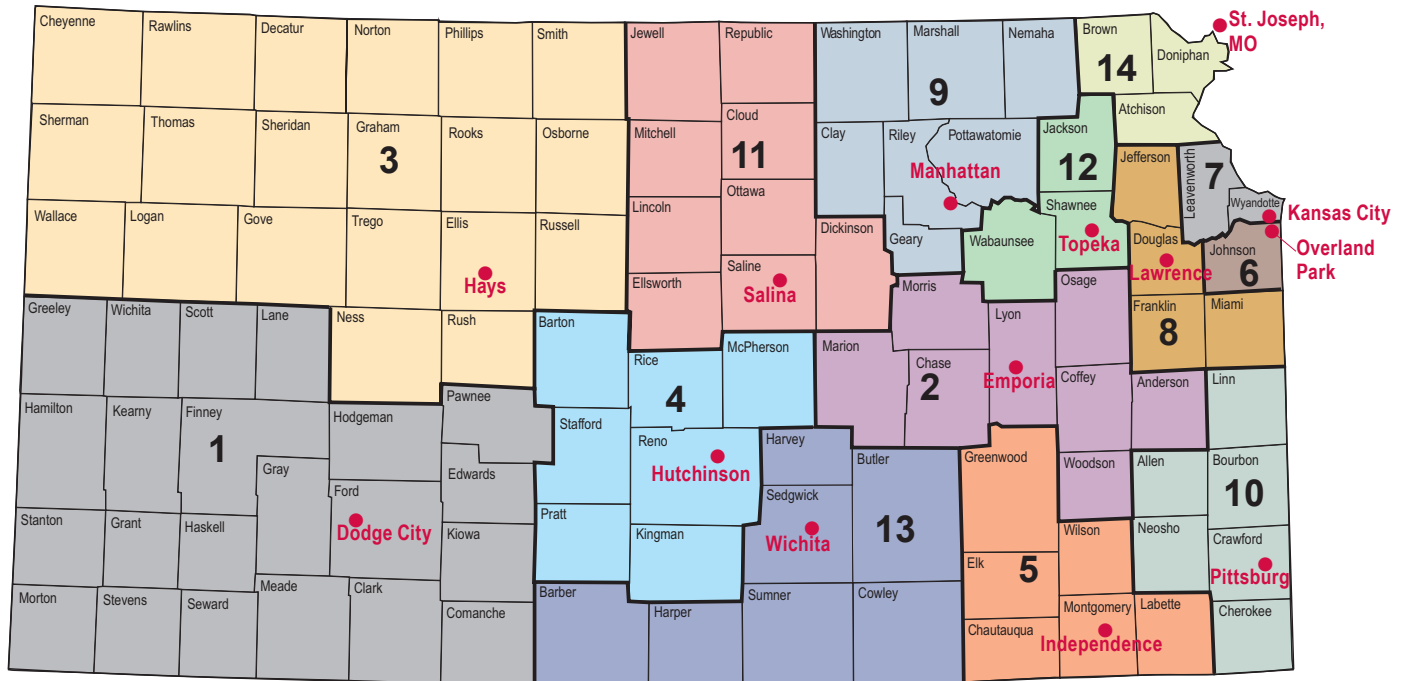 Cheyenne
Rawlins
Decatur
Norton
Phillips
Smith
Jewell
Republic
Washington
Marshall
Nemaha
Brown
Doniphan
St. Joseph,
MO
14
9
Atchison
Sherman
Thomas
Sheridan
Graham
Rooks
Osborne
Mitchell
Cloud
Clay
Riley
Pottawatomie
Jackson
Jefferson
Leavenworth
3
11
12
7
Manhattan
Wyandotte
Kansas City
Wallace
Logan
Gove
Trego
Ellis
Russell
Lincoln
Ottawa
Dickinson
Geary
Wabaunsee
Shawnee
Topeka
Douglas
Lawrence
Johnson
6
Overland
Park
Hays
Ellsworth
Saline
Salina
Morris
Osage
Greeley
Wichita
Scott
Lane
Ness
Rush
Barton
Rice
McPherson
Marion
Chase
Lyon
Franklin
Miami
8
Emporia
Coffey
Anderson
Linn
2
4
Hamilton
Kearny
Finney
Hodgeman
Pawnee
Stafford
Reno
Harvey
Butler
Greenwood
Woodson
Allen
Bourbon
1
Gray
Edwards
Hutchinson
Ford
Sedgwick
10
Stanton
Grant
Haskell
Dodge City
Kiowa
Pratt
Kingman
Wichita
13
Wilson
Neosho
Crawford
Pittsburg
Elk
5
Morton
Stevens
Seward
Meade
Clark
Comanche
Barber
Harper
Sumner
Cowley
Chautauqua
Montgomery
Labette
Cherokee
Independence